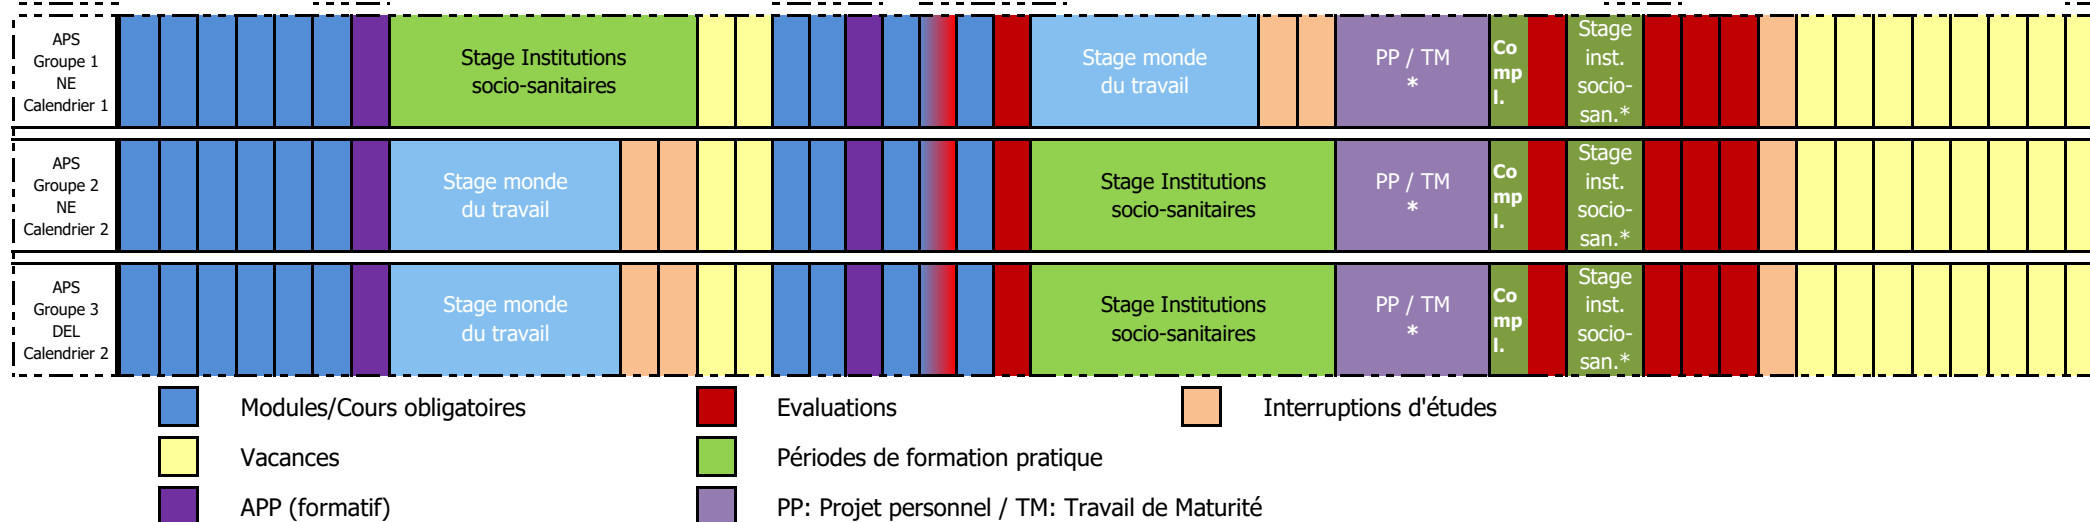 APS
Groupe 1
NE
Calendrier 1
Stage Institutions
socio-sanitaires
Stage monde
du travail
PP / TM
*
Co
mp
l.
Stage
inst.
socio-
san.*
APS
Groupe 2
NE
Calendrier 2
Stage monde
du travail
Stage Institutions
socio-sanitaires
PP / TM
*
Co
mp
l.
Stage
inst.
socio-
san.*
APS
Groupe 3
DEL
Calendrier 2
Stage monde
du travail
Stage Institutions
socio-sanitaires
PP / TM
*
Co
mp
l.
Stage
inst.
socio-
san.*
Modules/Cours obligatoires
Evaluations
Interruptions d'études
Vacances
Périodes de formation pratique
APP (formatif)
PP: Projet personnel / TM: Travail de Maturité